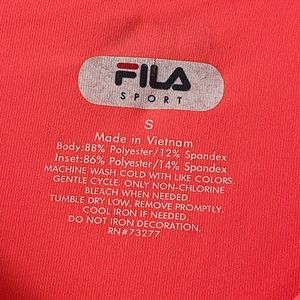 FILA
SPORT
S
Made in Vietnam
Body:88% Polyester/12% Spandex
Inset:86% Polyester/14% Spandex
MACHINE WASH COLD WITH LIKE COLORS.
GENTLE CYCLE. ONLY NON-CHLORINE
BLEACH WHEN NEEDED.
TUMBLE DRY LOW, REMOVE PROMPTLY.
COOL IRON IF NEEDED.
DO NOT IRON DECORATION.
RN#73277